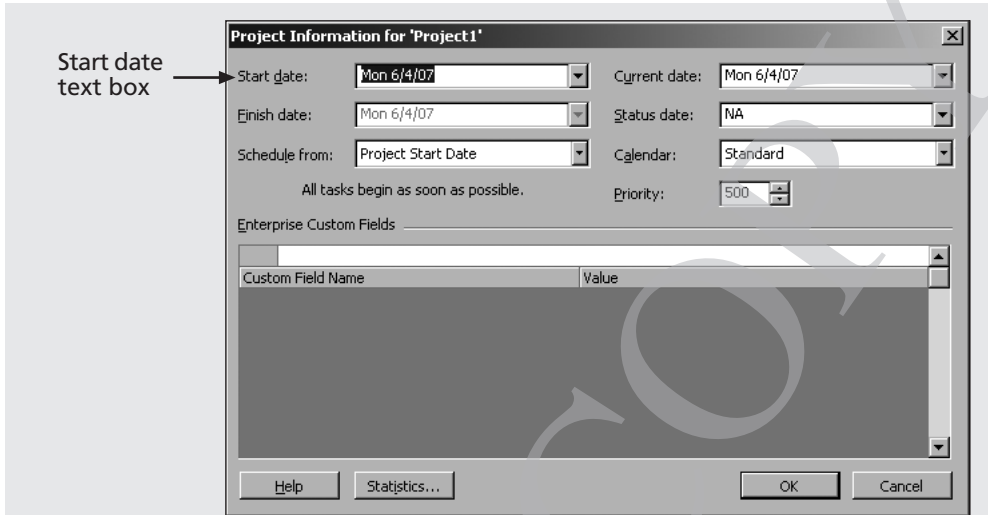 Project Information for 'Project1'
Start date
text box
Start date: Mon 6/4/07 Current date: Mon 6/4/07
Finish date: Mon 6/4/07 Status date: NA
Schedule from: Project Start Date Calendar: Standard
All tasks begin as soon as possible. Priority: 500
Enterprise Custom Fields
Custom Field Name Value
Help Statistics... OK Cancel